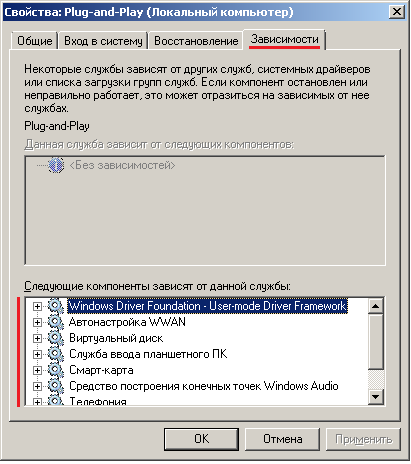 Свойства: Plug-and-Play (Локальный компьютер)
Общие Вход в систему Восстановление Зависимости
Некоторые службы зависят от других служб, системных драйверов
или списка загрузки групп служб. Если компонент остановлен или
неправильно работает, это может отразиться на зависимых от нее
службах.
Plug-and-Play
Данная служба зависит от следующих компонентов:
<Без зависимостей>
Следующие компоненты зависят от данной службы:
Windows Driver Foundation - User-mode Driver Framework
Автонастройка WWAN
Виртуальный диск
Служба ввода планшетного ПК
Смарт-карта
Средство построения конечных точек Windows Audio
Телефония
OK Отмена Применить